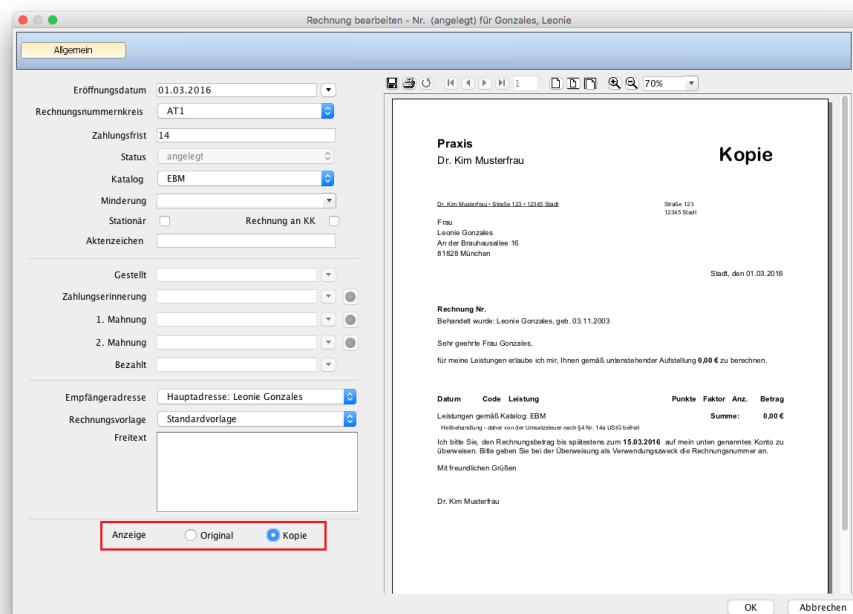 Rechnung bearbeiten - Nr.  (angelegt) für Gonzales, Leonie
Allgemein
Eröffnungsdatum 01.03.2016
Rechnungsnummernkreis AT1
Zahlungsfrist 14
Status angelegt
Katalog EBM
Minderung
Stationär Rechnung an KK
Aktenzeichen
Gestellt
Zahlungserinnerung
1. Mahnung
2. Mahnung
Bezahlt
Empfängeradresse Hauptadresse: Leonie Gonzales
Rechnungsvorlage Standardvorlage
Freitext
Anzeige Original Kopie
1 70%
Praxis
Dr. Kim Musterfrau
Kopie
Dr. Kim Musterfrau • Straße 123 • 12345 Stadt
Straße 123
12345 Stadt
Frau
Leonie Gonzales
An der Brauhausallee 16
81828 München
Stadt, den 01.03.2016
Rechnung Nr.
Behandelt wurde: Leonie Gonzales, geb. 03.11.2003
Sehr geehrte Frau Gonzales,
für meine Leistungen erlaube ich mir, Ihnen gemäß untenstehender Aufstellung 0,00 € zu berechnen.
Datum Code Leistung Punkte Faktor Anz. Betrag
Leistungen gemäß Katalog: EBM Summe: 0,00 €
Heilbehandlung - daher von der Umsatzsteuer nach §4 Nr. 14a UStG befreit
Ich bitte Sie, den Rechnungsbetrag bis spätestens zum 15.03.2016 auf mein unten genanntes Konto zu
überweisen. Bitte geben Sie bei der Überweisung als Verwendungszweck die Rechnungsnummer an.
Mit freundlichen Grüßen
Dr. Kim Musterfrau
OK Abbrechen